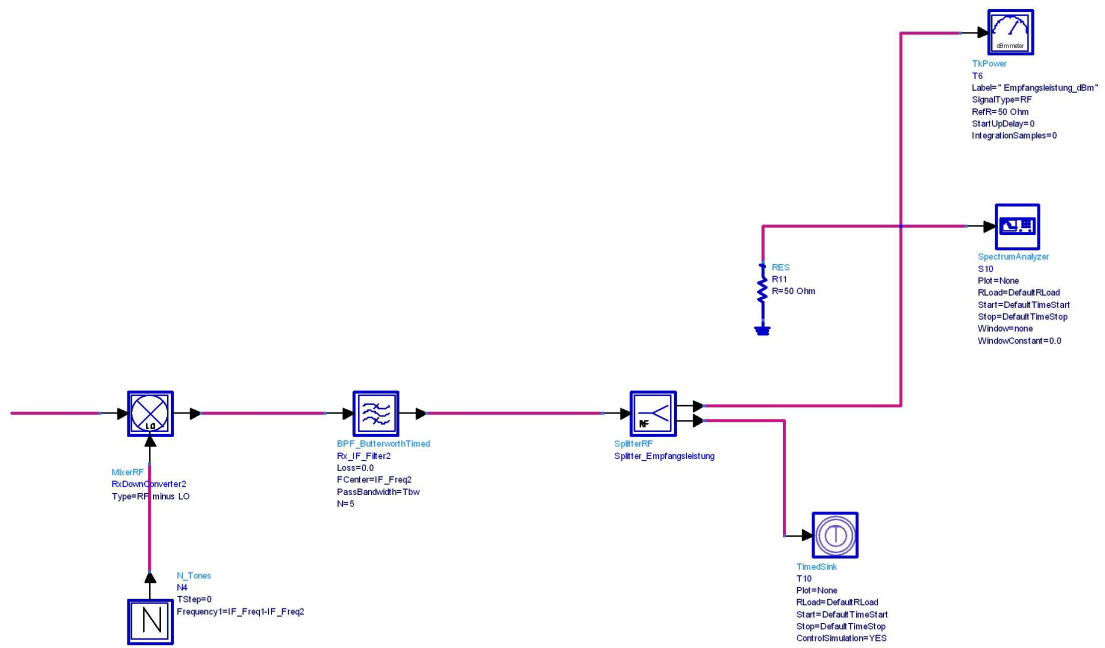 dBm meter
TkPower
T6
Label=" Empfangsleistung_dBm"
SignalType=RF
RefR=50 Ohm
StartUpDelay=0
IntegrationSamples=0
SpectrumAnalyzer
S10
Plot=None
RLoad=DefaultRLoad
Start=DefaultTimeStart
Stop=DefaultTimeStop
Window=none
WindowConstant=0.0
RES
R11
R=50 Ohm
LO
MixerRF
RxDownConverter2
Type=RF minus LO
BPF_ButterworthTimed
Rx_IF_Filter2
Loss=0.0
FCenter=IF_Freq2
PassBandwidth=Tbw
N=5
RF
SplitterRF
Splitter_Empfangsleistung
T
TimedSink
T10
Plot=None
RLoad=DefaultRLoad
Start=DefaultTimeStart
Stop=DefaultTimeStop
ControlSimulation=YES
N_Tones
N4
TStep=0
Frequency1=IF_Freq1-IF_Freq2
N